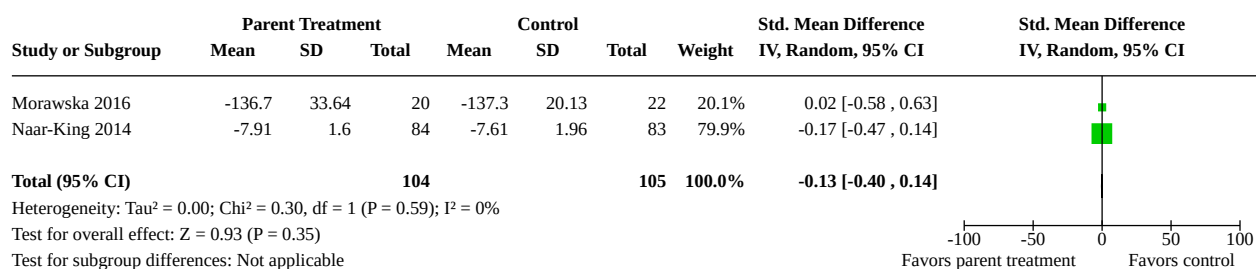 Parent Treatment Control Std. Mean Difference Std. Mean Difference
Study or Subgroup Mean SD Total Mean SD Total Weight IV, Random, 95% CI IV, Random, 95% CI
Morawska 2016 -136.7 33.64 20 -137.3 20.13 22 20.1% 0.02 [-0.58 , 0.63]
Naar-King 2014 -7.91 1.6 84 -7.61 1.96 83 79.9% -0.17 [-0.47 , 0.14]
Total (95% CI) 104 105 100.0% -0.13 [-0.40 , 0.14]
Heterogeneity: Tau² = 0.00; Chi² = 0.30, df = 1 (P = 0.59); I² = 0%
Test for overall effect: Z = 0.93 (P = 0.35)
-100 -50 0 50 100
Test for subgroup differences: Not applicable Favors parent treatment Favors control